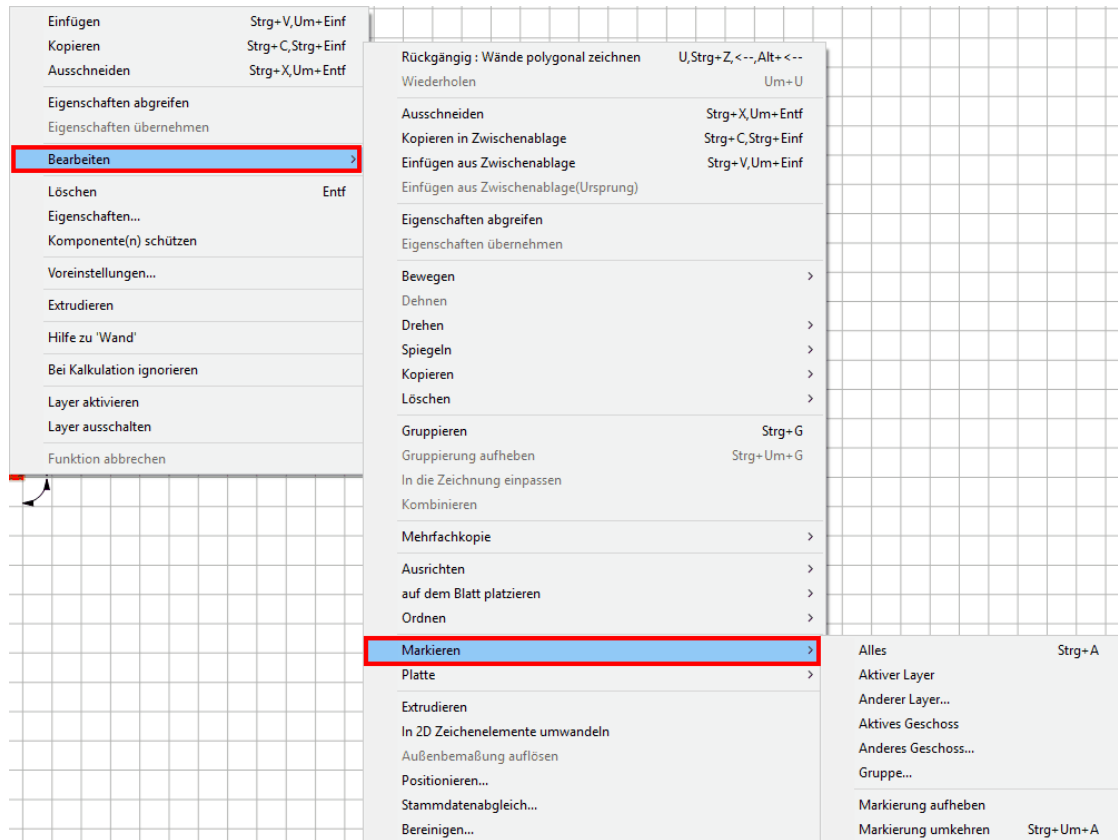 Einfügen Strg+V,Um+Einf
Kopieren Strg+C,Strg+Einf
Ausschneiden Strg+X,Um+Entf
Eigenschaften abgreifen
Eigenschaften übernehmen
Bearbeiten
Löschen Entf
Eigenschaften...
Komponente(n) schützen
Voreinstellungen...
Extrudieren
Hilfe zu 'Wand'
Bei Kalkulation ignorieren
Layer aktivieren
Layer ausschalten
Funktion abbrechen
Rückgängig : Wände polygonal zeichnen U,Strg+Z,<--,Alt+<--
Wiederholen Um+U
Ausschneiden Strg+X,Um+Entf
Kopieren in Zwischenablage Strg+C,Strg+Einf
Einfügen aus Zwischenablage Strg+V,Um+Einf
Einfügen aus Zwischenablage(Ursprung)
Eigenschaften abgreifen
Eigenschaften übernehmen
Bewegen
Dehnen
Drehen
Spiegeln
Kopieren
Löschen
Gruppieren Strg+G
Gruppierung aufheben Strg+Um+G
In die Zeichnung einpassen
Kombinieren
Mehrfachkopie
Ausrichten
auf dem Blatt platzieren
Ordnen
Markieren
Platte
Extrudieren
In 2D Zeichenelemente umwandeln
Außenbemaßung auflösen
Positionieren...
Stammdatenabgleich...
Bereinigen...
Alles Strg+A
Aktiver Layer
Anderer Layer...
Aktives Geschoss
Anderes Geschoss...
Gruppe...
Markierung aufheben
Markierung umkehren Strg+Um+A